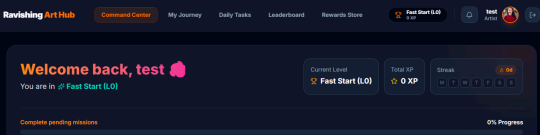 Ravishing Art Hub
Command Center
My Journey
Daily Tasks
Leaderboard
Rewards Store
Fast Start (L0)
0 XP
test
Artist
Welcome back, test
You are in Fast Start (L0)
Current Level
Fast Start (L0)
Total XP
0 XP
Streak
0d
M T W T F S S
Complete pending missions
0% Progress